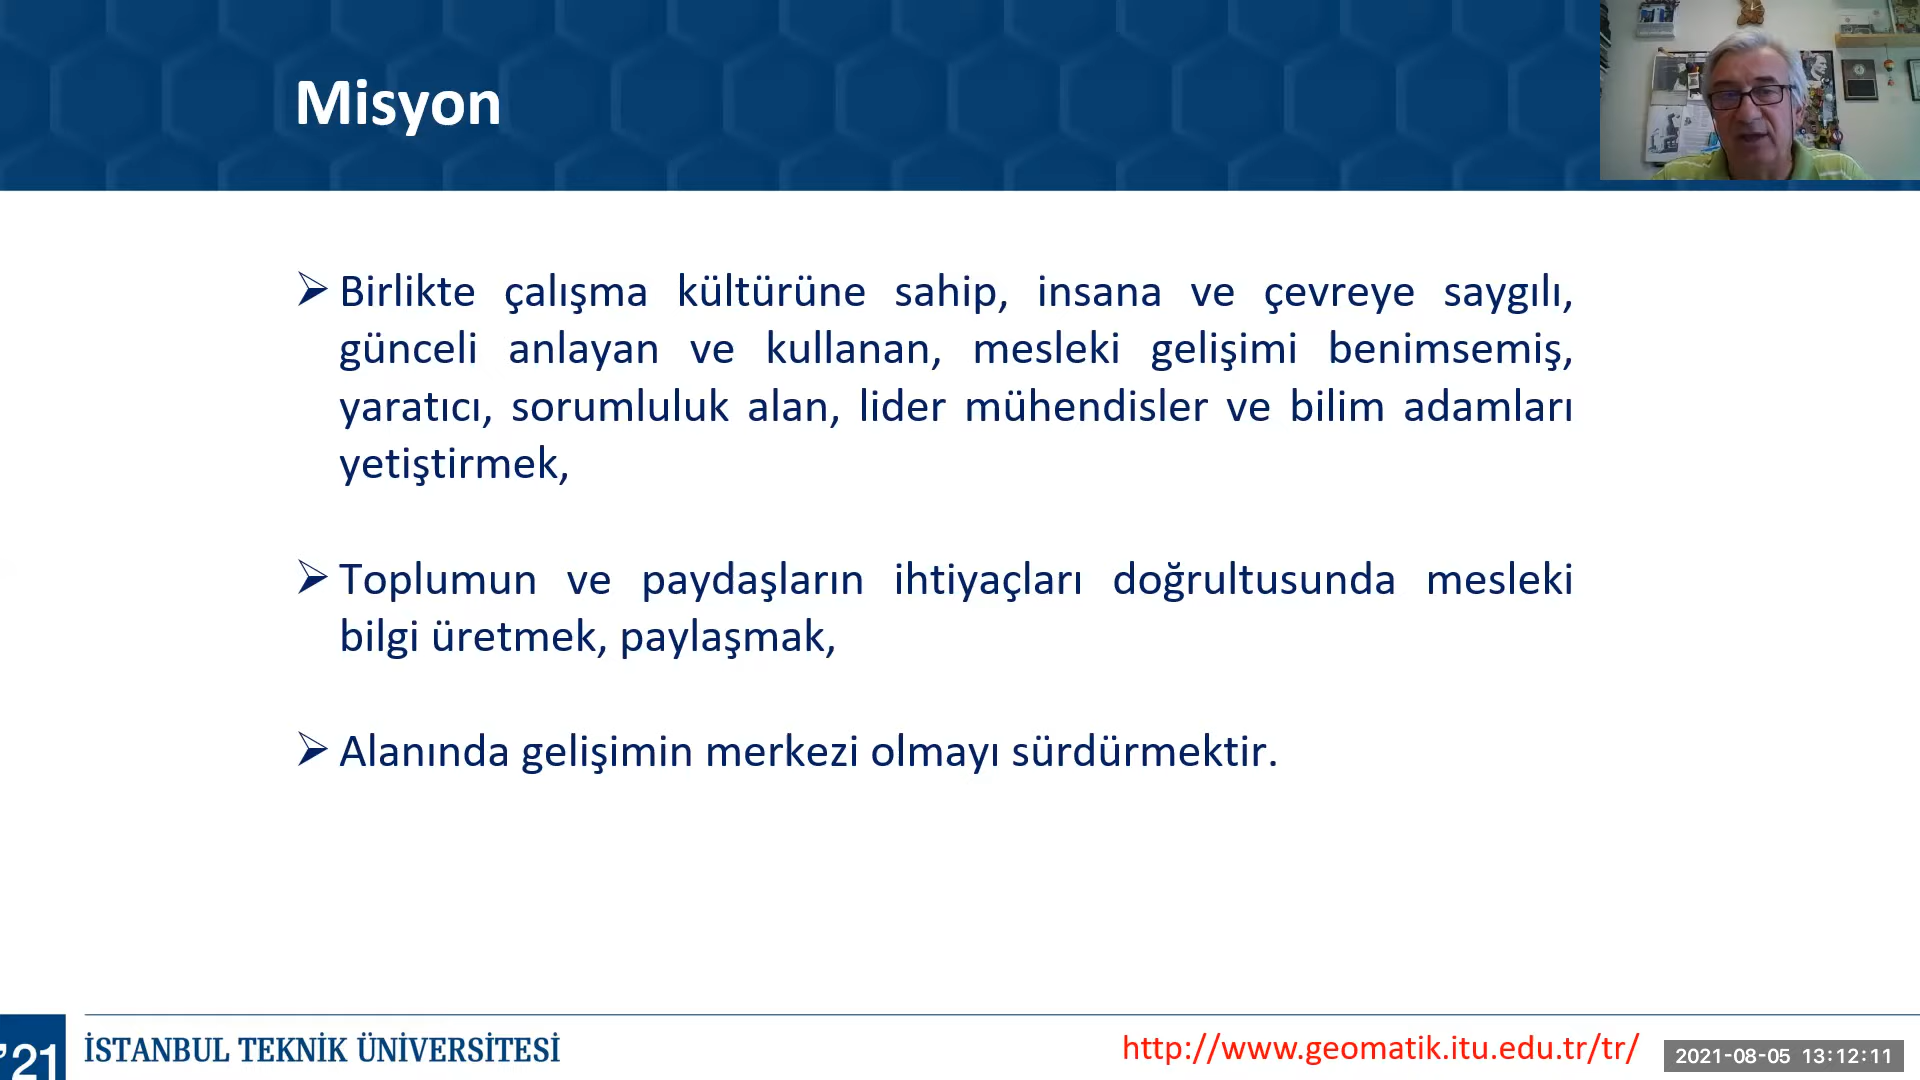 Misyon
Birlikte çalışma kültürüne sahip, insana ve çevreye saygılı,
günceli anlayan ve kullanan, mesleki gelişimi benimsemiş,
yaratıcı, sorumluluk alan, lider mühendisler ve bilim adamları
yetiştirmek,
Toplumun ve paydaşların ihtiyaçları doğrultusunda mesleki
bilgi üretmek, paylaşmak,
Alanında gelişimin merkezi olmayı sürdürmektir.
’21
İSTANBUL TEKNİK ÜNİVERSİTESİ
http://www.geomatik.itu.edu.tr/tr/
2021-08-05 13:12:11